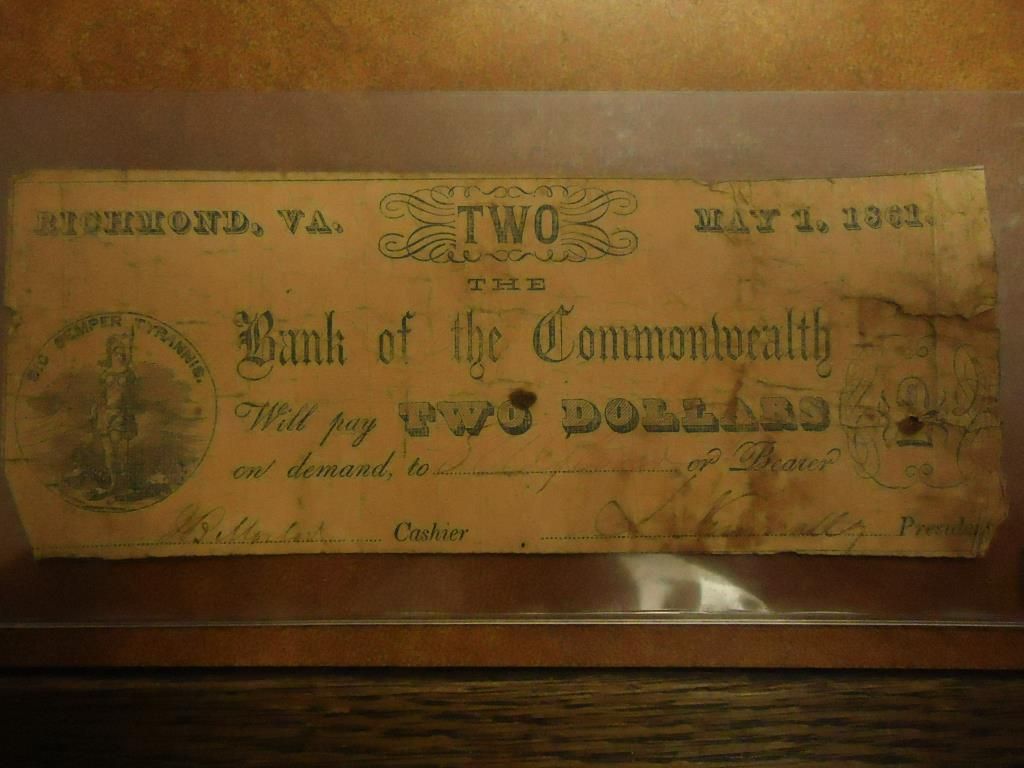 RICHMOND, VA. TWO MAY 1, 1861.
THE
SIC SEMPER TYRANNIS.
Bank of the Commonwealth
Will pay TWO DOLLARS 2
on demand, to or Bearer
Cashier President